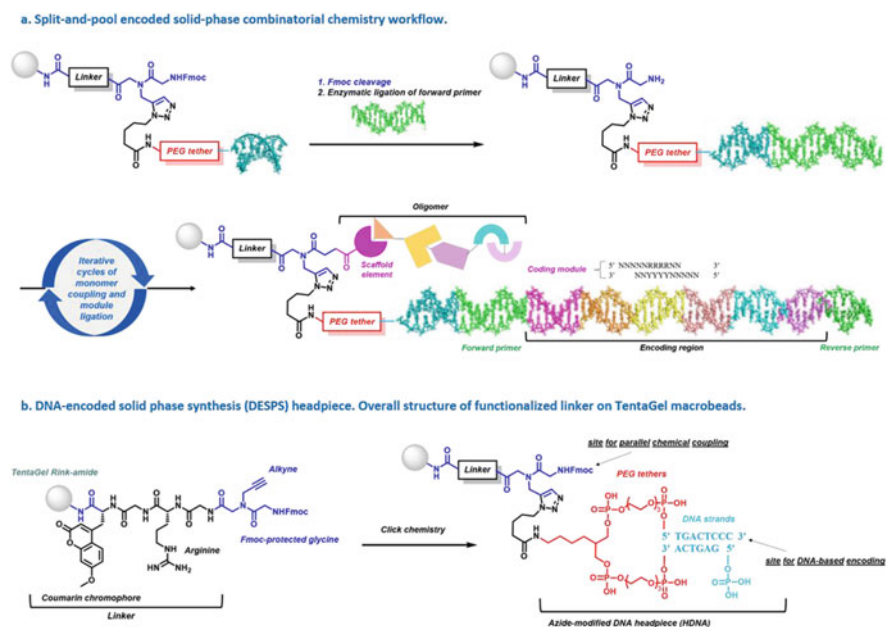 a. Split-and-pool encoded solid-phase combinatorial chemistry workflow.
O
NH
Linker
O
N
O
NHFmoc
N
N
N
O
N
H
PEG tether
1. Fmoc cleavage
2. Enzymatic ligation of forward primer
O
NH
Linker
O
N
O
NH2
N
N
N
O
N
H
PEG tether
Iterative
cycles of
monomer
coupling and
module
ligation
O
NH
Linker
O
N
O
O
N
N
N
O
N
H
PEG tether
Oligomer
Scaffold
element
Coding module
5' NNNNNRRRRNN 3'
3' NNYYYYNNNNN 5'
Forward primer
Encoding region
Reverse primer
b. DNA-encoded solid phase synthesis (DESPS) headpiece. Overall structure of functionalized linker on TentaGel macrobeads.
TentaGel Rink-amide
Alkyne
NHFmoc
Fmoc-protected glycine
Arginine
Coumarin chromophore
Linker
Click chemistry
site for parallel chemical coupling
Linker
NHFmoc
PEG tethers
DNA strands
5' TGACTCCC 3'
3' ACTGAG 5'
site for DNA-based encoding
Azide-modified DNA headpiece (HDNA)